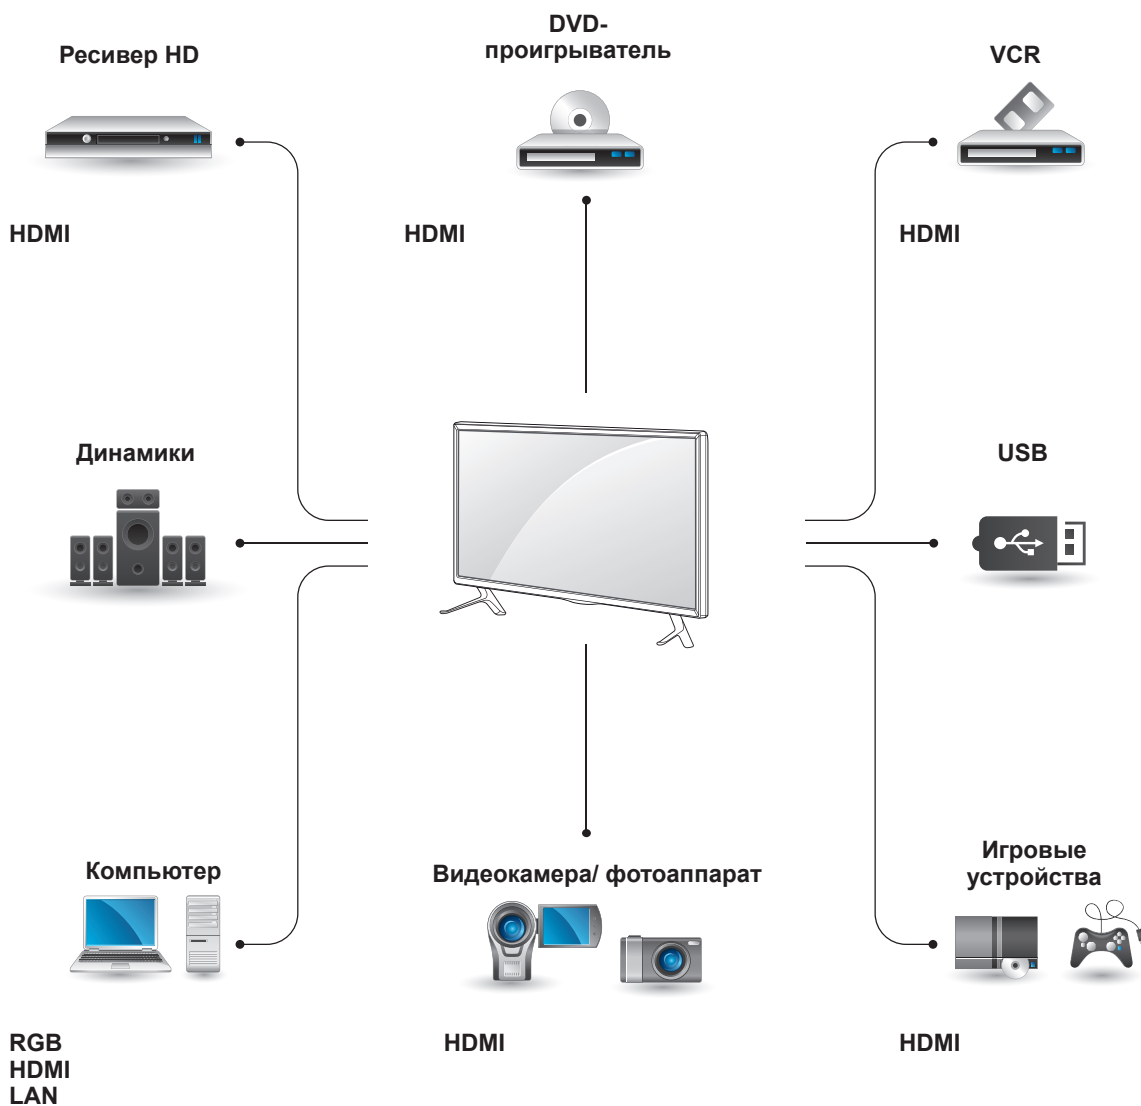 DVD-
проигрыватель
Ресивер HD
VCR
HDMI
HDMI
HDMI
Динамики
USB
Компьютер
Видеокамера/ фотоаппарат
Игровые
устройства
RGB
HDMI
LAN
HDMI
HDMI